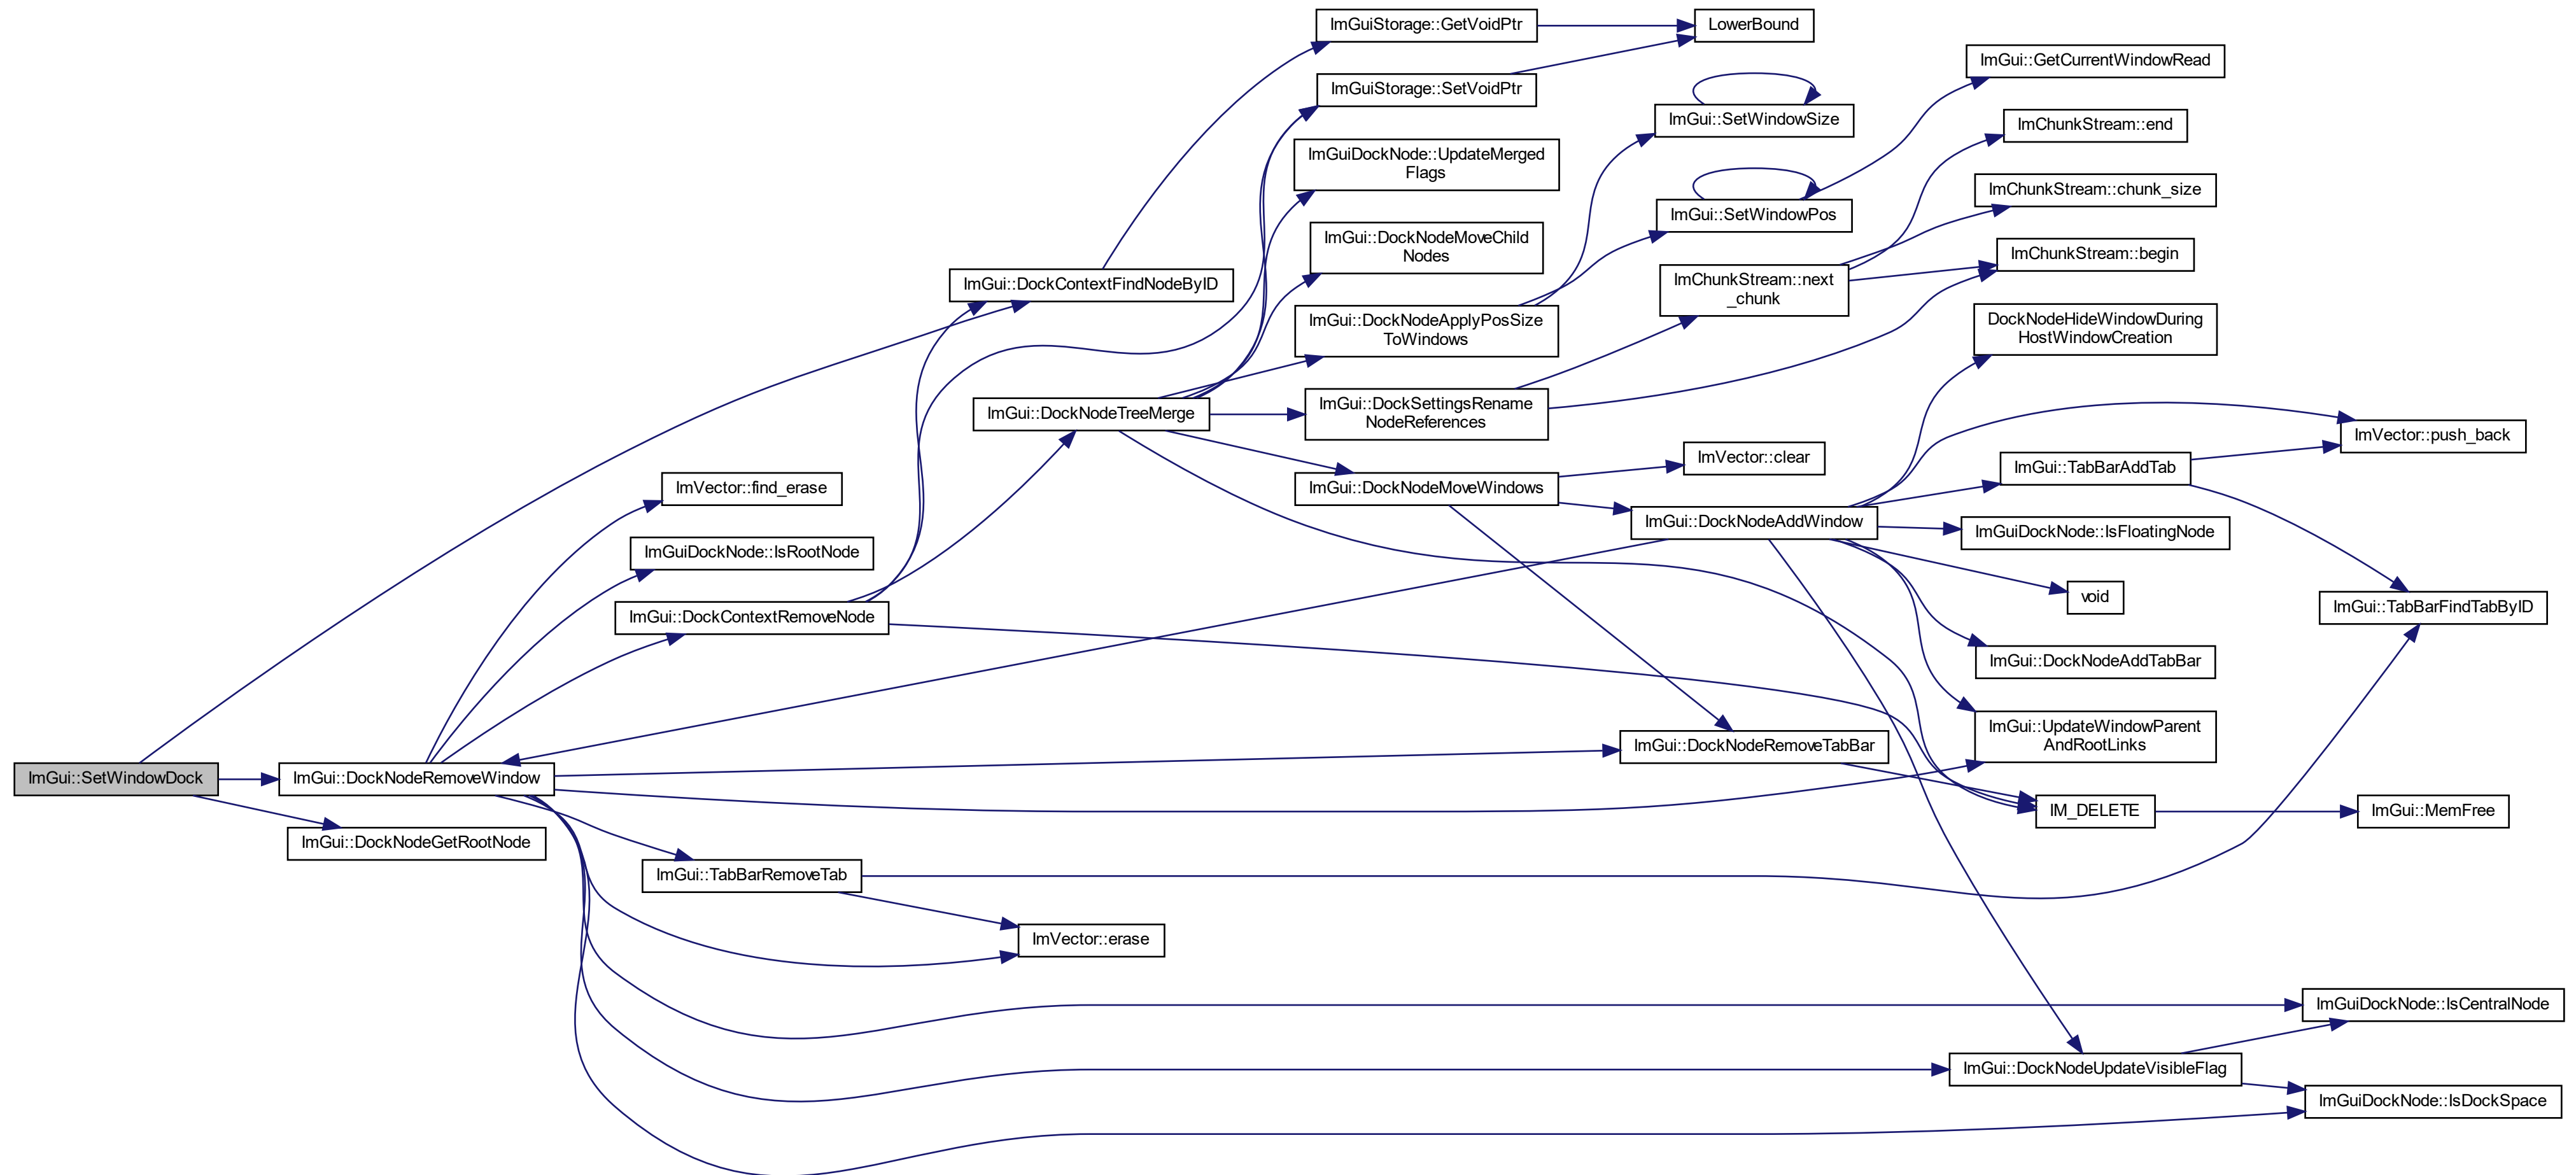 ImGuiStorage::GetVoidPtr
LowerBound
ImGui::GetCurrentWindowRead
ImGuiStorage::SetVoidPtr
ImGui::SetWindowSize
ImChunkStream::end
ImGuiDockNode::UpdateMerged
Flags
ImChunkStream::chunk_size
ImGui::SetWindowPos
ImGui::DockNodeMoveChild
Nodes
ImChunkStream::begin
ImGui::DockContextFindNodeByID
ImChunkStream::next
_chunk
ImGui::DockNodeApplyPosSize
ToWindows
DockNodeHideWindowDuring
HostWindowCreation
ImGui::DockNodeTreeMerge
ImGui::DockSettingsRename
NodeReferences
ImVector::push_back
ImVector::clear
ImGui::TabBarAddTab
ImVector::find_erase
ImGui::DockNodeMoveWindows
ImGui::DockNodeAddWindow
ImGuiDockNode::IsFloatingNode
ImGuiDockNode::IsRootNode
void
ImGui::TabBarFindTabByID
ImGui::DockContextRemoveNode
ImGui::DockNodeAddTabBar
ImGui::UpdateWindowParent
AndRootLinks
ImGui::DockNodeRemoveTabBar
ImGui::SetWindowDock
ImGui::DockNodeRemoveWindow
IM_DELETE
ImGui::MemFree
ImGui::DockNodeGetRootNode
ImGui::TabBarRemoveTab
ImVector::erase
ImGuiDockNode::IsCentralNode
ImGui::DockNodeUpdateVisibleFlag
ImGuiDockNode::IsDockSpace